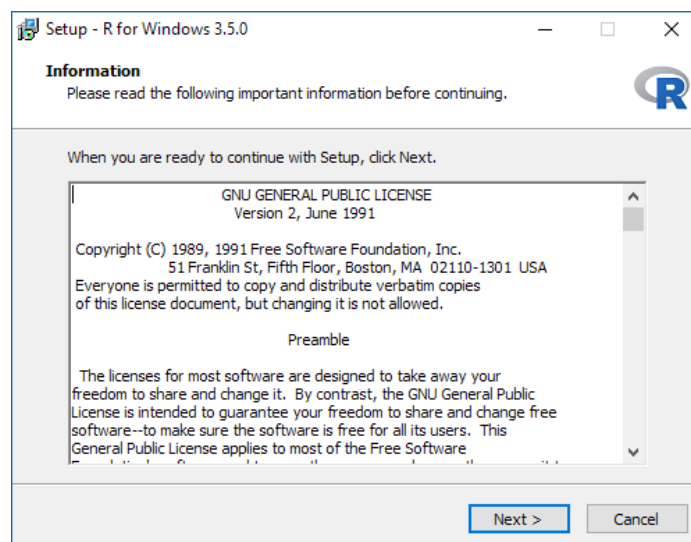 Setup - R for Windows 3.5.0
Information
Please read the following important information before continuing.
R
When you are ready to continue with Setup, click Next.
GNU GENERAL PUBLIC LICENSE
Version 2, June 1991
Copyright (C) 1989, 1991 Free Software Foundation, Inc.
51 Franklin St, Fifth Floor, Boston, MA 02110-1301 USA
Everyone is permitted to copy and distribute verbatim copies
of this license document, but changing it is not allowed.
Preamble
The licenses for most software are designed to take away your
freedom to share and change it. By contrast, the GNU General Public
License is intended to guarantee your freedom to share and change free
software--to make sure the software is free for all its users. This
General Public License applies to most of the Free Software
Next >
Cancel